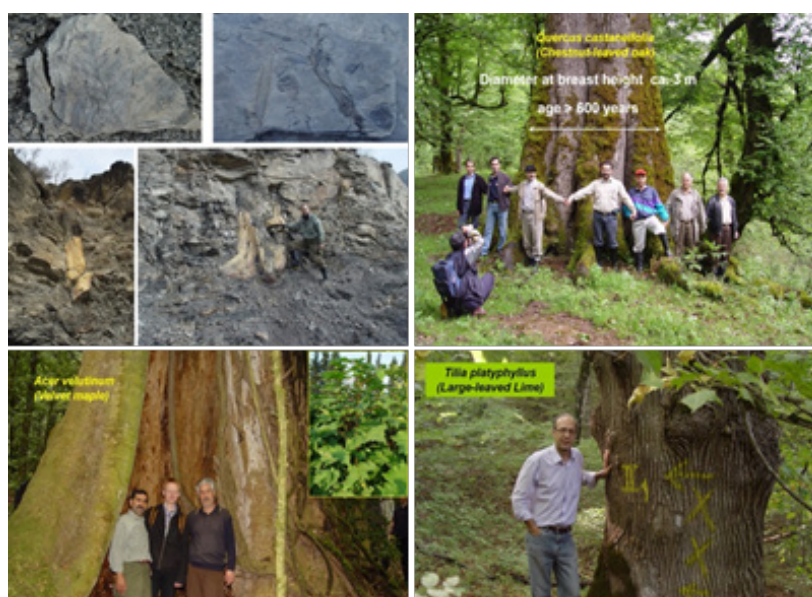 Quercus castaneifolia
(Chestnut-leaved oak)
Diameter at breast height ca. 3 m
age > 600 years
Acer velutinum
(Velvet maple)
Tilia platyphyllus
(Large-leaved Lime)